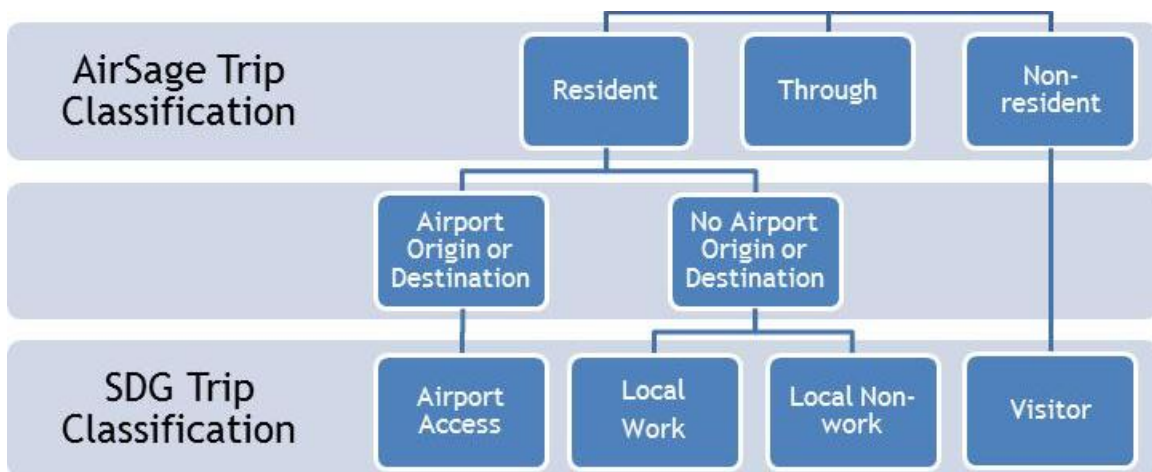 AirSage Trip
Classification
Resident
Through
Non-
resident
Airport
Origin or
Destination
No Airport
Origin or
Destination
SDG Trip
Classification
Airport
Access
Local
Work
Local Non-
work
Visitor